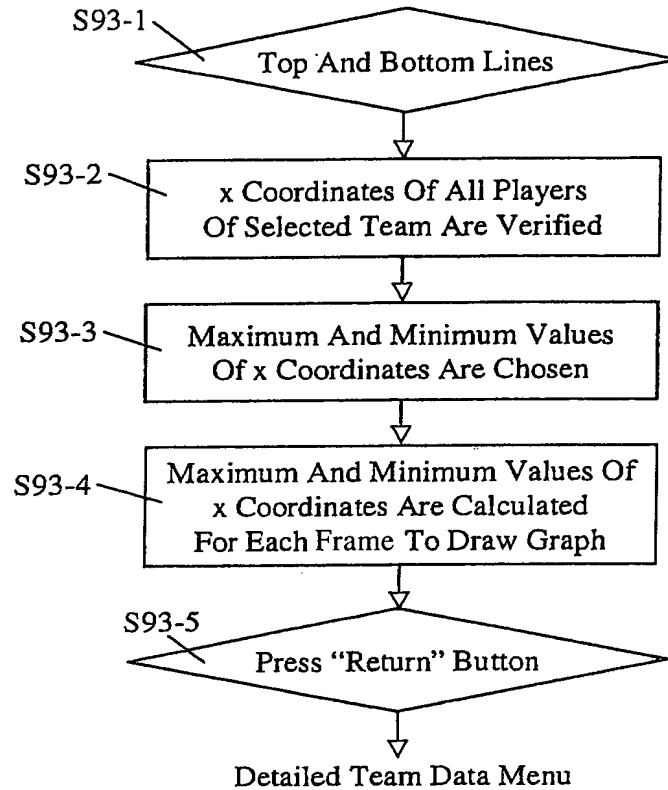 S93-1
Top And Bottom Lines
S93-2
x Coordinates Of All Players
Of Selected Team Are Verified
S93-3
Maximum And Minimum Values
Of x Coordinates Are Chosen
S93-4
Maximum And Minimum Values Of
x Coordinates Are Calculated
For Each Frame To Draw Graph
S93-5
Press “Return” Button
Detailed Team Data Menu